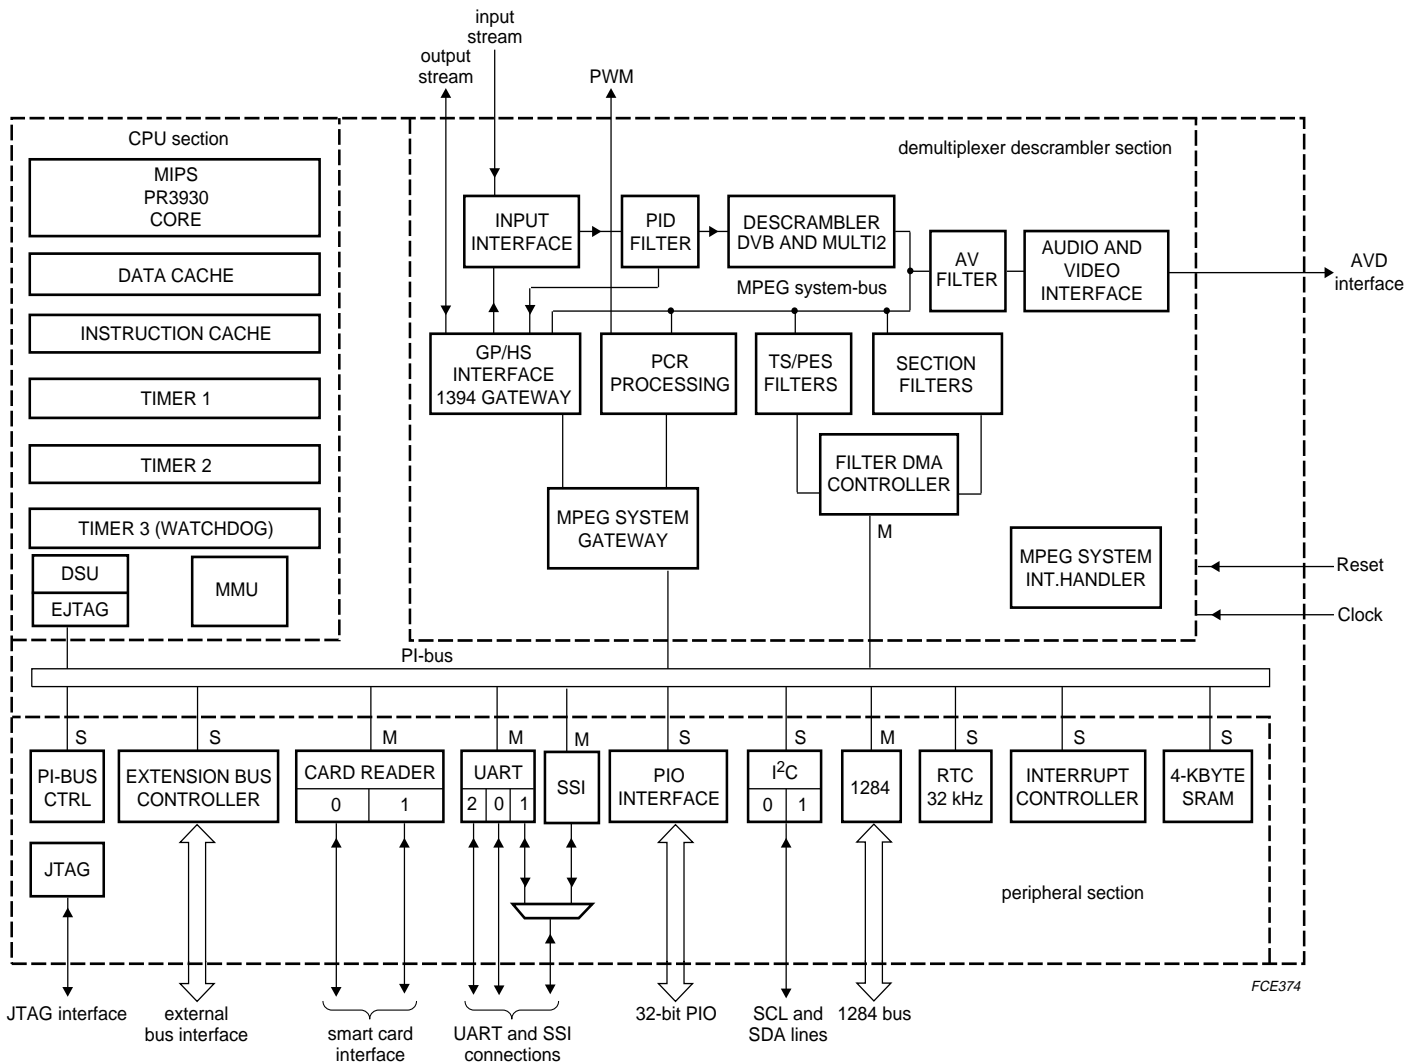 input
stream
output
stream
PWM
CPU section
MIPS
PR3930
CORE
DATA CACHE
INSTRUCTION CACHE
TIMER 1
TIMER 2
TIMER 3 (WATCHDOG)
DSU
EJTAG
MMU
demultiplexer descrambler section
INPUT
INTERFACE
PID
FILTER
DESCRAMBLER
DVB AND MULTI2
AV
FILTER
AUDIO AND
VIDEO
INTERFACE
AVD
interface
MPEG system-bus
GP/HS
INTERFACE
1394 GATEWAY
PCR
PROCESSING
TS/PES
FILTERS
SECTION
FILTERS
FILTER DMA
CONTROLLER
M
MPEG SYSTEM
GATEWAY
MPEG SYSTEM
INT.HANDLER
Reset
Clock
PI-bus
S
S
M
M
M
S
S
M
S
S
S
PI-BUS
CTRL
EXTENSION BUS
CONTROLLER
CARD READER
0 1
UART
2 0 1
SSI
PIO
INTERFACE
I2C
0 1
1284
RTC
32 kHz
INTERRUPT
CONTROLLER
4-KBYTE
SRAM
JTAG
peripheral section
FCE374
JTAG interface
external
bus interface
smart card
interface
UART and SSI
connections
32-bit PIO
SCL and
SDA lines
1284 bus